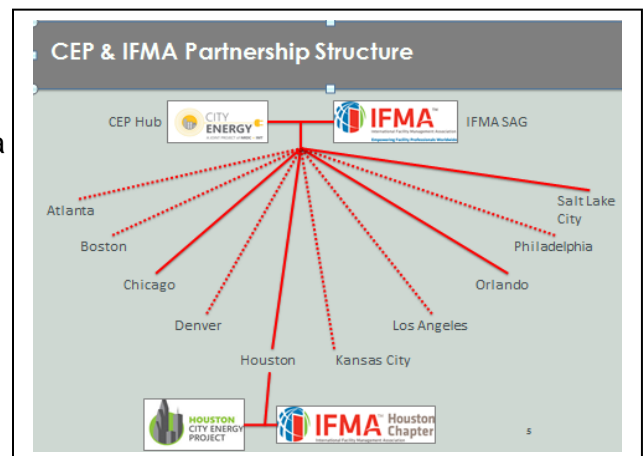 CEP & IFMA Partnership Structure
a
CEP Hub
CITY
ENERGY
IFMA™
International Facility Management Association
Empowering Facility Professionals Worldwide
IFMA SAG
Atlanta
Salt Lake
City
Boston
Philadelphia
Chicago
Orlando
Denver
Los Angeles
Houston
Kansas City
HOUSTON
CITY ENERGY
PROJECT
IFMA™ Houston
Chapter
International Facility Management Association
5